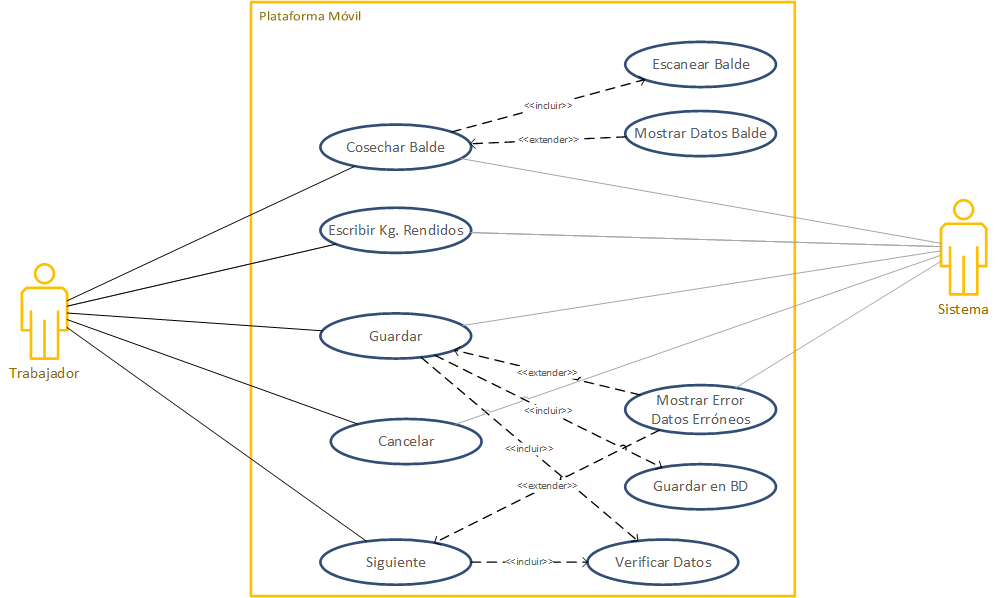 Plataforma Móvil
Escanear Balde
<<incluir>>
Mostrar Datos Balde
<<extender>>
Cosechar Balde
Escribir Kg. Rendidos
Sistema
Guardar
Trabajador
<<extender>>
Mostrar Error
Datos Erróneos
<<incluir>>
Cancelar
<<incluir>>
<<extender>>
Guardar en BD
Siguiente
<<incluir>>
Verificar Datos